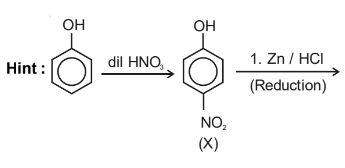 OH
OH
Hint :
dil HNO₃
1. Zn / HCl
(Reduction)
NO₂
(X)